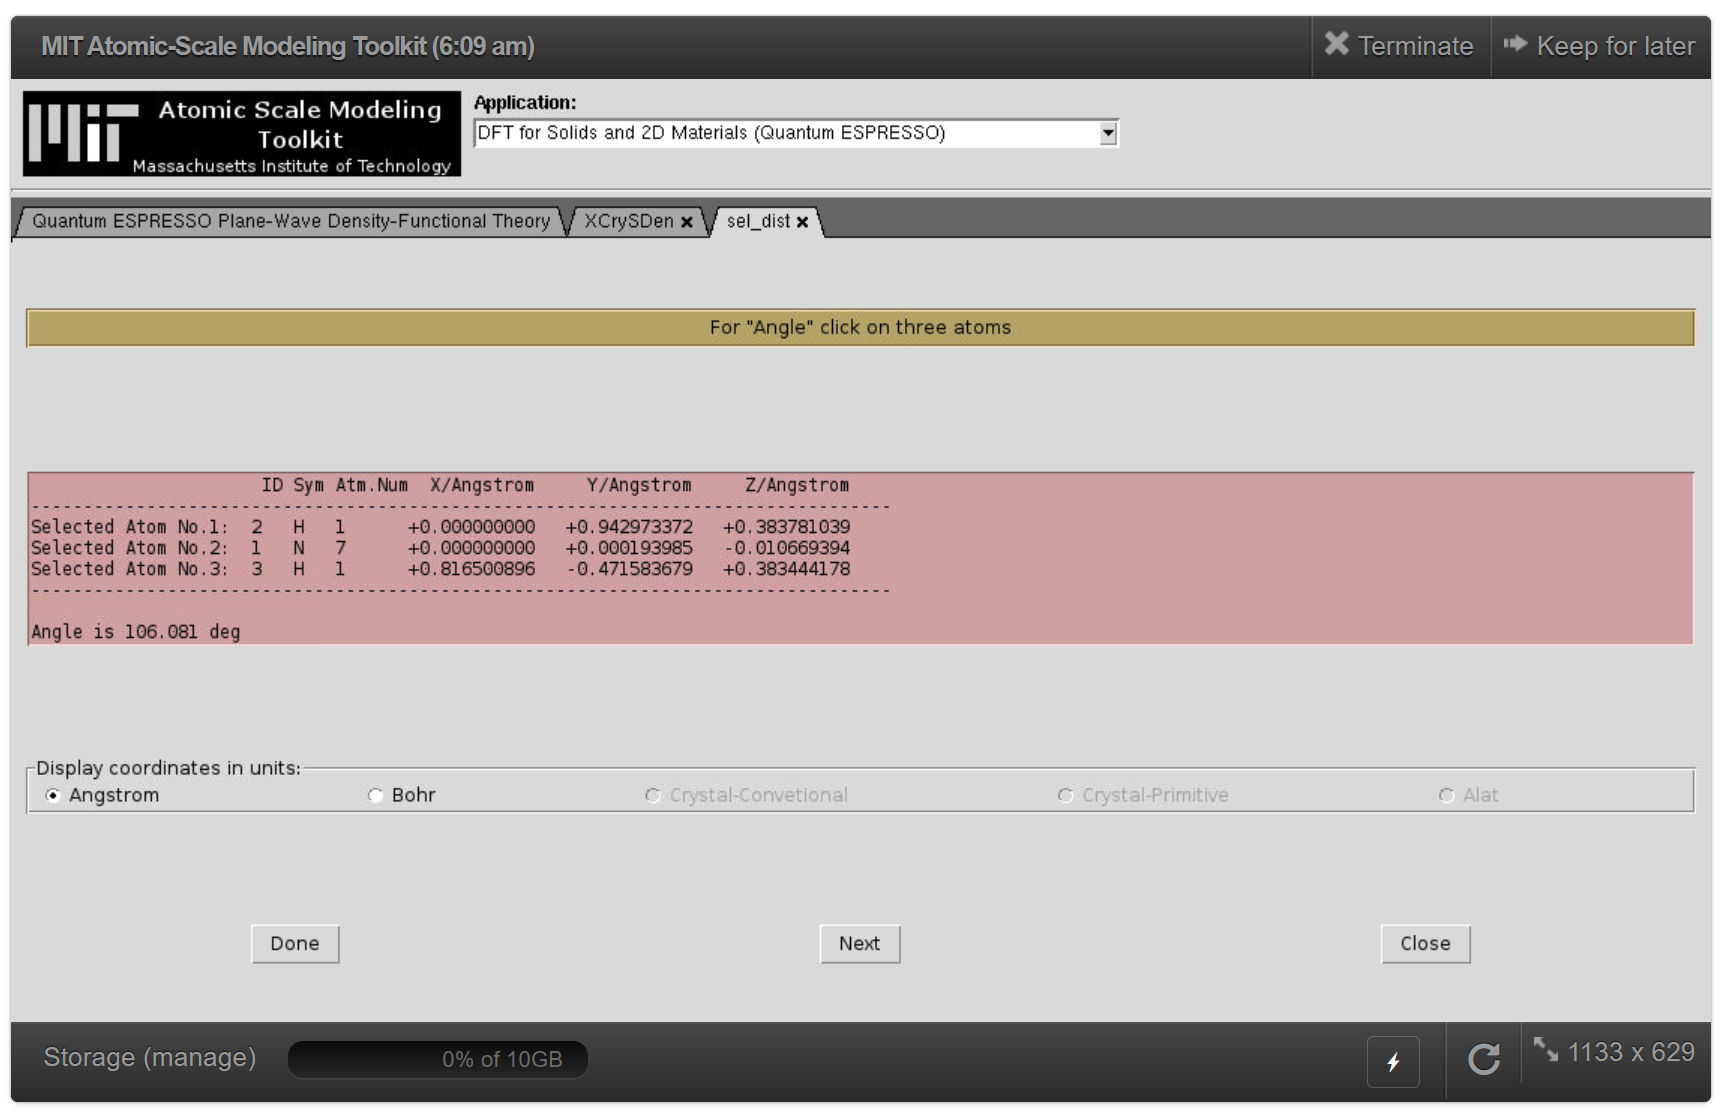 MIT Atomic-Scale Modeling Toolkit (6:09 am) Terminate Keep for later
MIT Atomic Scale Modeling
Toolkit
Massachusetts Institute of Technology
Application:
DFT for Solids and 2D Materials (Quantum ESPRESSO)
Quantum ESPRESSO Plane-Wave Density-Functional Theory XCrySDen sel_dist
For "Angle" click on three atoms
ID Sym Atm.Num X/Angstrom Y/Angstrom Z/Angstrom
---------------------------------------------------------------------------------
Selected Atom No.1: 2 H 1 +0.000000000 +0.942973372 +0.383781039
Selected Atom No.2: 1 N 7 +0.000000000 +0.000193985 -0.010669394
Selected Atom No.3: 3 H 1 +0.816500896 -0.471583679 +0.383444178
---------------------------------------------------------------------------------
Angle is 106.081 deg
Display coordinates in units:
Angstrom Bohr Crystal-Convetional Crystal-Primitive Alat
Done Next Close
Storage (manage) 0% of 10GB 1133 x 629